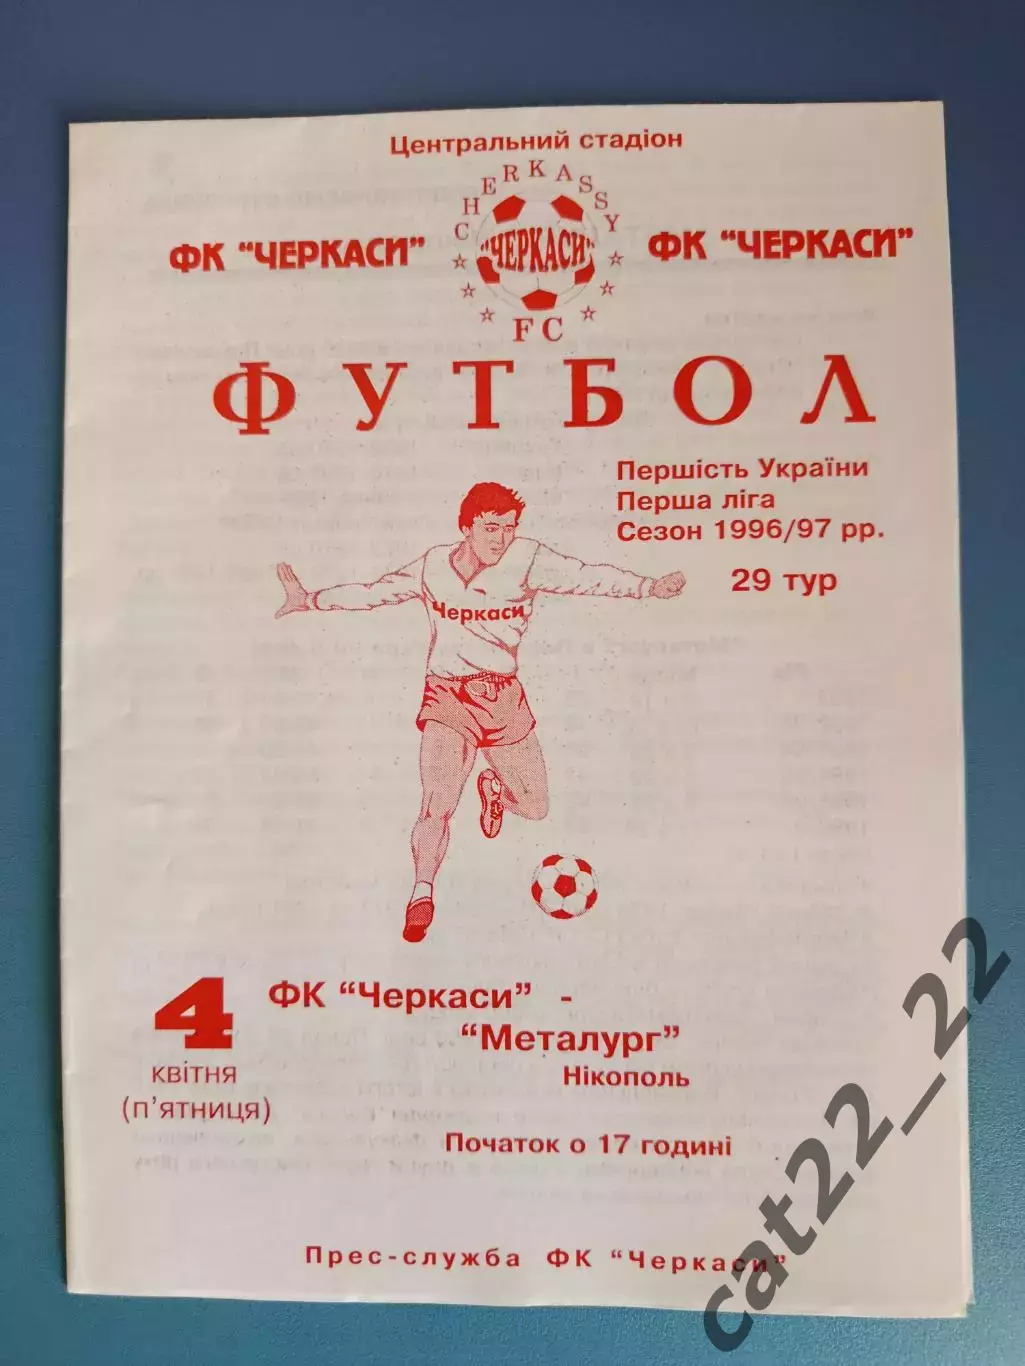 Центральний стадіон
CHERKASSY
ФК "ЧЕРКАСИ"
"ЧЕРКАСИ"
ФК "ЧЕРКАСИ"
FC
ФУТБОЛ
Першість України
Перша ліга
Сезон 1996/97 рр.
29 тур
Черкаси
4
КВІТНЯ
(П'ЯТНИЦЯ)
ФК "Черкаси" -
"Металург"
Нікополь
Початок о 17 годині
Прес-служба ФК "Черкаси"
cat22_22